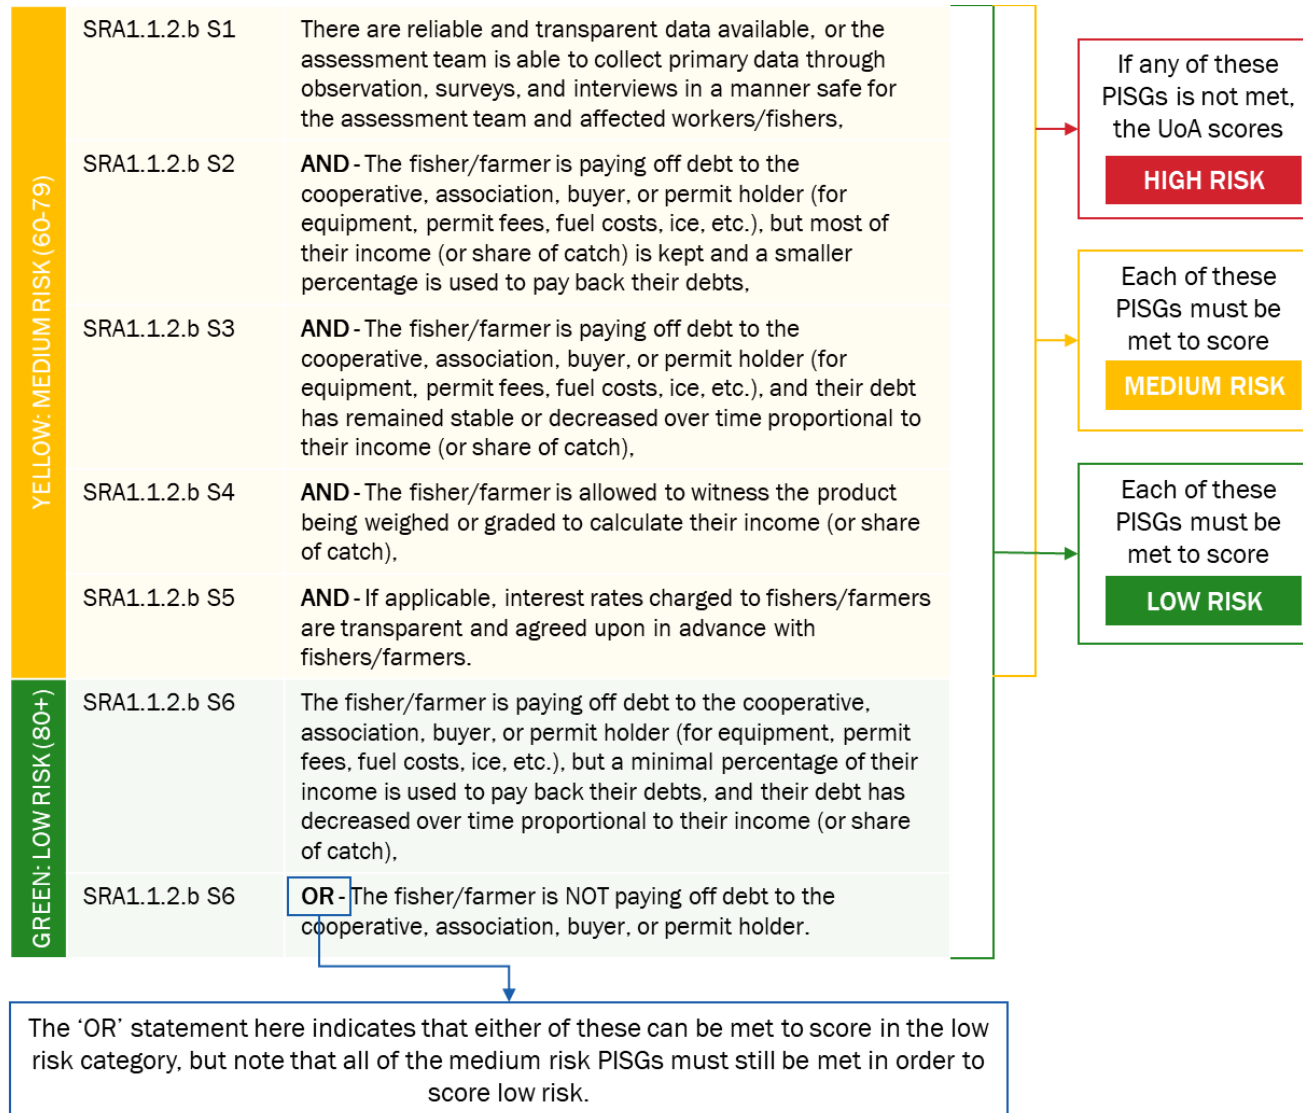 YELLOW: MEDIUM RISK (60-79)
SRA1.1.2.b S1
There are reliable and transparent data available, or the
assessment team is able to collect primary data through
observation, surveys, and interviews in a manner safe for
the assessment team and affected workers/fishers,
SRA1.1.2.b S2
AND - The fisher/farmer is paying off debt to the
cooperative, association, buyer, or permit holder (for
equipment, permit fees, fuel costs, ice, etc.), but most of
their income (or share of catch) is kept and a smaller
percentage is used to pay back their debts,
SRA1.1.2.b S3
AND - The fisher/farmer is paying off debt to the
cooperative, association, buyer, or permit holder (for
equipment, permit fees, fuel costs, ice, etc.), and their debt
has remained stable or decreased over time proportional to
their income (or share of catch),
SRA1.1.2.b S4
AND - The fisher/farmer is allowed to witness the product
being weighed or graded to calculate their income (or share
of catch),
SRA1.1.2.b S5
AND - If applicable, interest rates charged to fishers/farmers
are transparent and agreed upon in advance with
fishers/farmers.
GREEN: LOW RISK (80+)
SRA1.1.2.b S6
The fisher/farmer is paying off debt to the cooperative,
association, buyer, or permit holder (for equipment, permit
fees, fuel costs, ice, etc.), but a minimal percentage of their
income is used to pay back their debts, and their debt has
decreased over time proportional to their income (or share
of catch),
SRA1.1.2.b S6
OR - The fisher/farmer is NOT paying off debt to the
cooperative, association, buyer, or permit holder.
If any of these
PISGs is not met,
the UoA scores
HIGH RISK
Each of these
PISGs must be
met to score
MEDIUM RISK
Each of these
PISGs must be
met to score
LOW RISK
The ‘OR’ statement here indicates that either of these can be met to score in the low
risk category, but note that all of the medium risk PISGs must still be met in order to
score low risk.